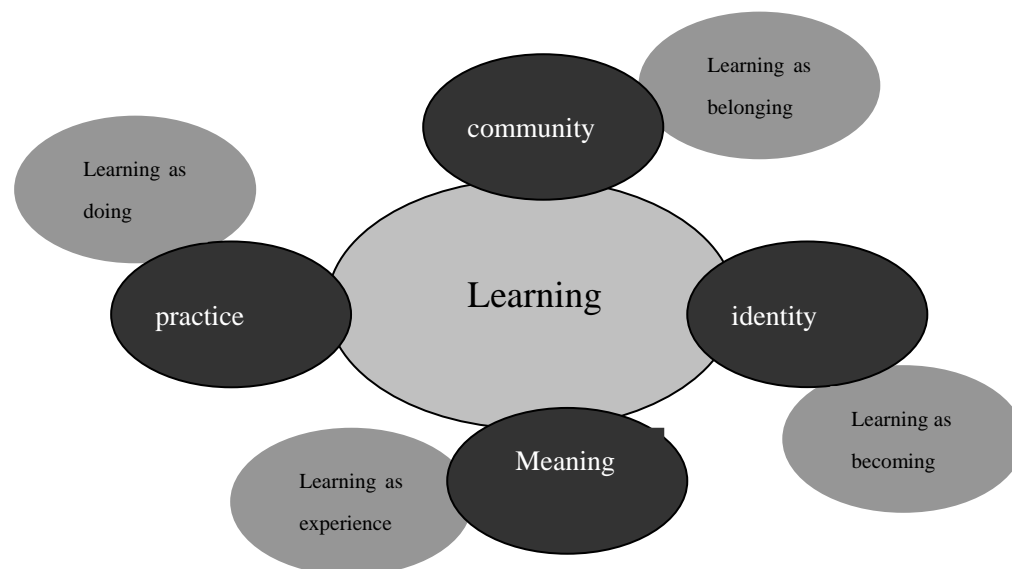 Learning as
belonging
community
Learning as
doing
Learning
practice
identity
Learning as
becoming
Meaning
Learning as
experience